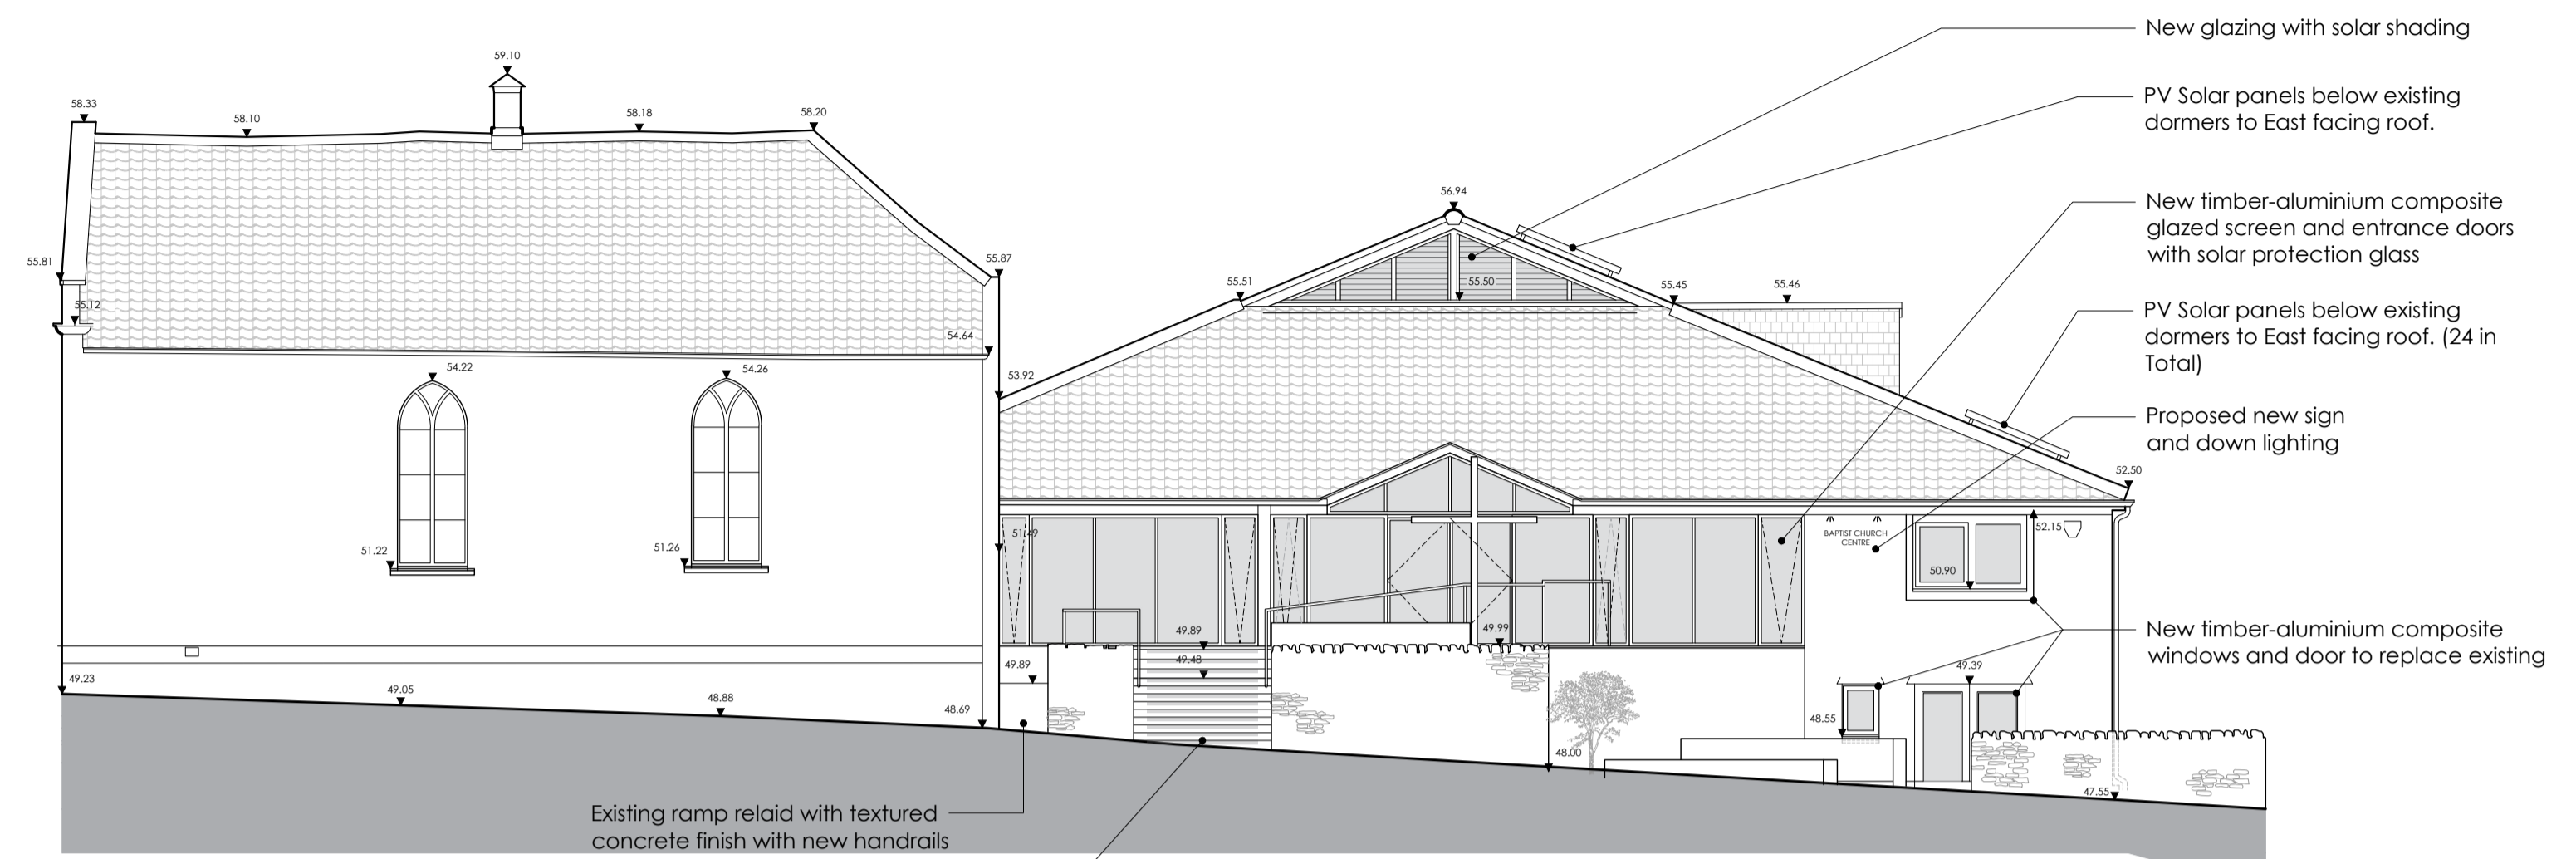 New glazing with solar shading
59.10
PV Solar panels below existing
dormers to East facing roof.
58.33
58.10
58.18
58.20
56.94
New timber-aluminium composite
glazed screen and entrance doors
with solar protection glass
55.81
55.87
55.51
55.50
55.45
55.46
55.12
PV Solar panels below existing
dormers to East facing roof. (24 in
Total)
54.64
54.22
54.26
53.92
Proposed new sign
and down lighting
52.50
51.22
51.26
51.49
BAPTIST CHURCH
CENTRE
52.15
50.90
New timber-aluminium composite
windows and door to replace existing
49.89
49.99
49.48
49.89
49.39
49.23
49.05
48.88
48.69
48.55
48.00
47.55
Existing ramp relaid with textured
concrete finish with new handrails